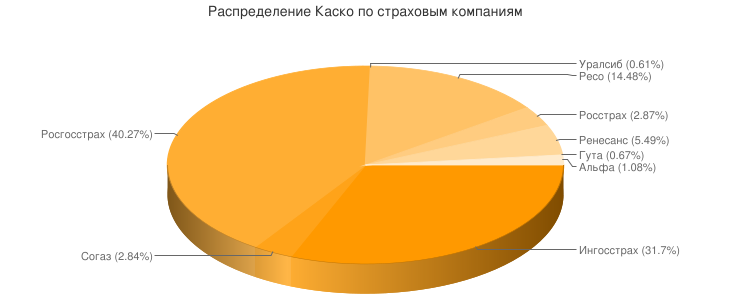 Распределение Каско по страховым компаниям
Уралсиб (0.61%)
Ресо (14.48%)
Росстрах (2.87%)
Росгосстрах (40.27%)
Ренесанс (5.49%)
Гута (0.67%)
Альфа (1.08%)
Ингосстрах (31.7%)
Согаз (2.84%)